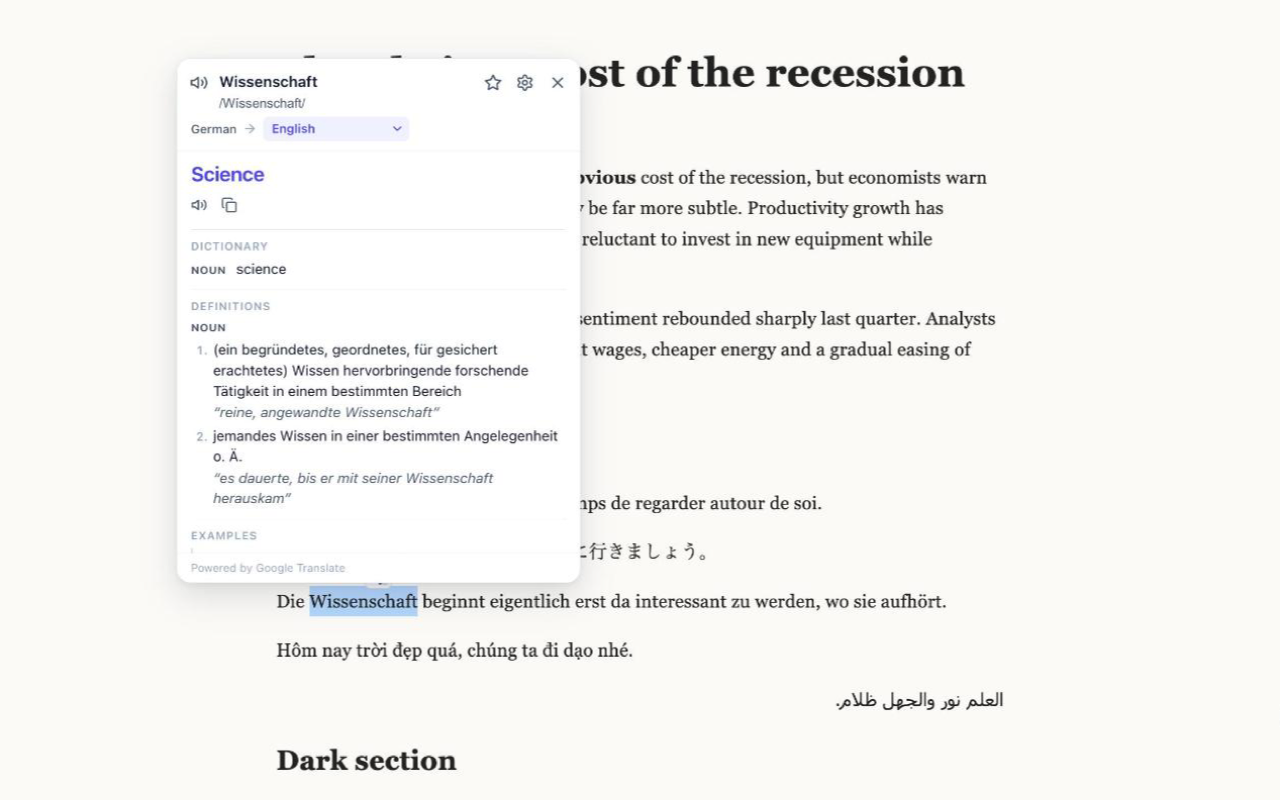 ost of the recession
Wissenschaft
/Wissenschaft/
German → English
Science
DICTIONARY
NOUN science
DEFINITIONS
NOUN
1. (ein begründetes, geordnetes, für gesichert
erachtetes) Wissen hervorbringende forschende
Tätigkeit in einem bestimmten Bereich
“reine, angewandte Wissenschaft”
2. jemandes Wissen in einer bestimmten Angelegenheit
o. Ä.
“es dauerte, bis er mit seiner Wissenschaft
herauskam”
EXAMPLES
Powered by Google Translate
cost of the recession, but economists warn
be far more subtle. Productivity growth has
reluctant to invest in new equipment while
sentiment rebounded sharply last quarter. Analysts
wages, cheaper energy and a gradual easing of
de regarder autour de soi.
行きましょう。
Die Wissenschaft beginnt eigentlich erst da interessant zu werden, wo sie aufhört.
Hôm nay trời đẹp quá, chúng ta đi dạo nhé.
العلم نور والجهل ظلام.
Dark section